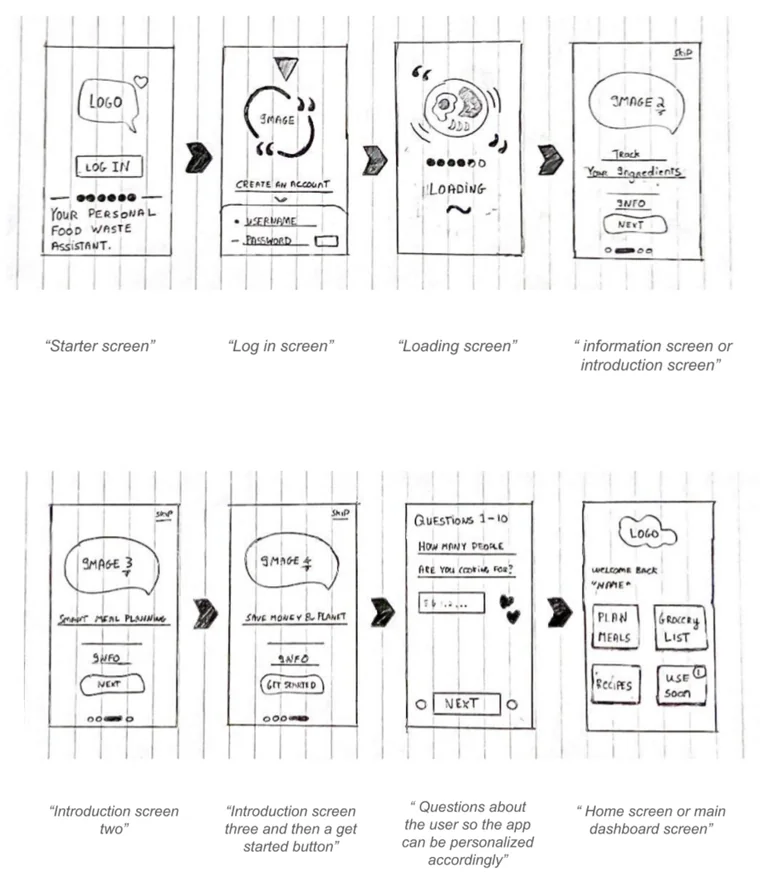 LOGO
LOG IN
YOUR PERSONAL
FOOD WASTE
ASSISTANT.
IMAGE
CREATE AN ACCOUNT
USERNAME
PASSWORD
LOADING
SKIP
IMAGE 2
Track
Your Ingredients
INFO
NEXT
“Starter screen”
“Log in screen”
“Loading screen”
“ information screen or
introduction screen”
SKIP
IMAGE 3
SMART MEAL PLANNING
INFO
NEXT
SKIP
IMAGE 4
SAVE MONEY & PLANET
INFO
GET STARTED
QUESTIONS 1-10
HOW MANY PEOPLE
ARE YOU COOKING FOR?
NEXT
LOGO
WELCOME BACK
"NAME"
PLAN
MEALS
GROCERY
LIST
RECIPES
USE
SOON
1
“Introduction screen
two”
“Introduction screen
three and then a get
started button”
“ Questions about
the user so the app
can be personalized
accordingly”
“ Home screen or main
dashboard screen”